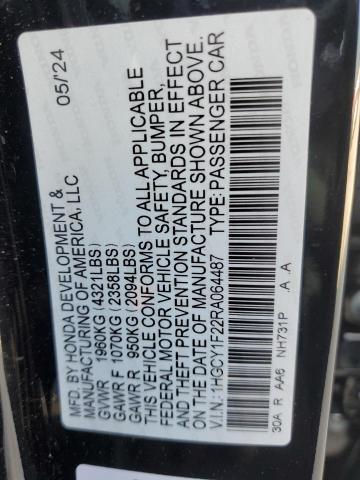 MFD. BY HONDA DEVELOPMENT & 05/'24
MANUFACTURING OF AMERICA, LLC
GVWR 1960KG (4321LBS)
GAWR F 1070KG (2358LBS)
GAWR R 950KG (2094LBS)
THIS VEHICLE CONFORMS TO ALL APPLICABLE
FEDERAL MOTOR VEHICLE SAFETY, BUMPER,
AND THEFT PREVENTION STANDARDS IN EFFECT
ON THE DATE OF MANUFACTURE SHOWN ABOVE.
V.I.N.: 1HGCY1F22RA064487 TYPE: PASSENGER CAR
30A R AA6 NH731P .A .A